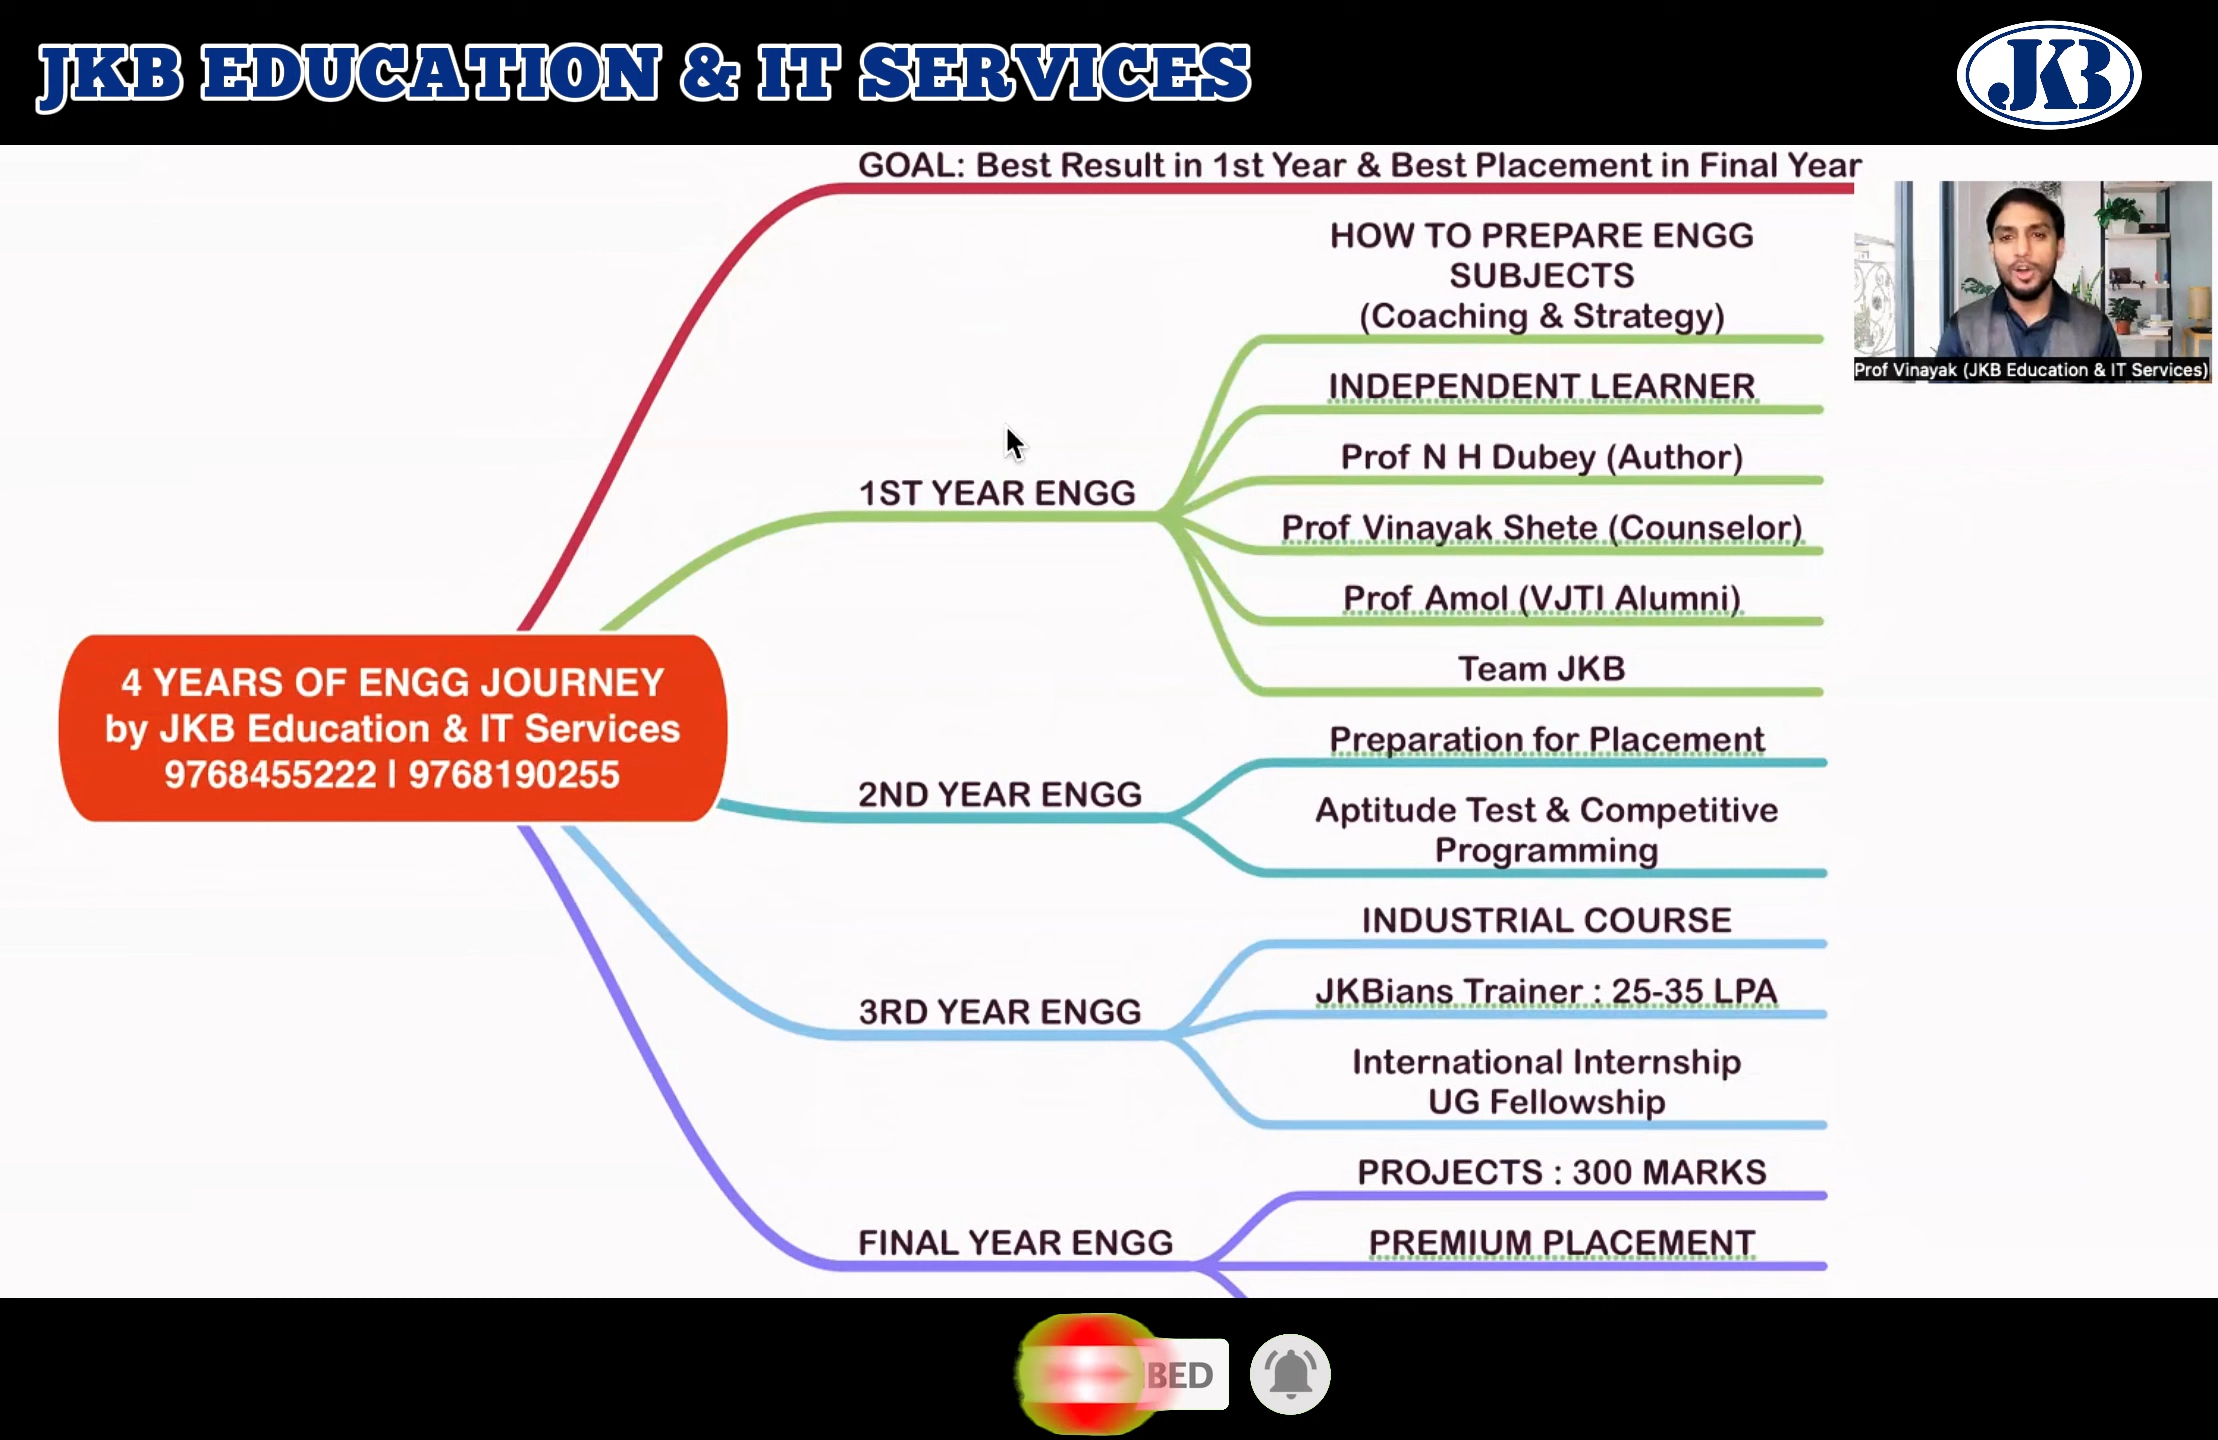 JKB EDUCATION & IT SERVICES
JKB
GOAL: Best Result in 1st Year & Best Placement in Final Year
HOW TO PREPARE ENGG
SUBJECTS
(Coaching & Strategy)
Prof Vinayak (JKB Education & IT Services)
INDEPENDENT LEARNER
Prof N H Dubey (Author)
1ST YEAR ENGG
Prof Vinayak Shete (Counselor)
Prof Amol (VJTI Alumni)
Team JKB
4 YEARS OF ENGG JOURNEY
by JKB Education & IT Services
9768455222 | 9768190255
Preparation for Placement
2ND YEAR ENGG
Aptitude Test & Competitive
Programming
INDUSTRIAL COURSE
JKBians Trainer : 25-35 LPA
3RD YEAR ENGG
International Internship
UG Fellowship
PROJECTS : 300 MARKS
FINAL YEAR ENGG
PREMIUM PLACEMENT
BED